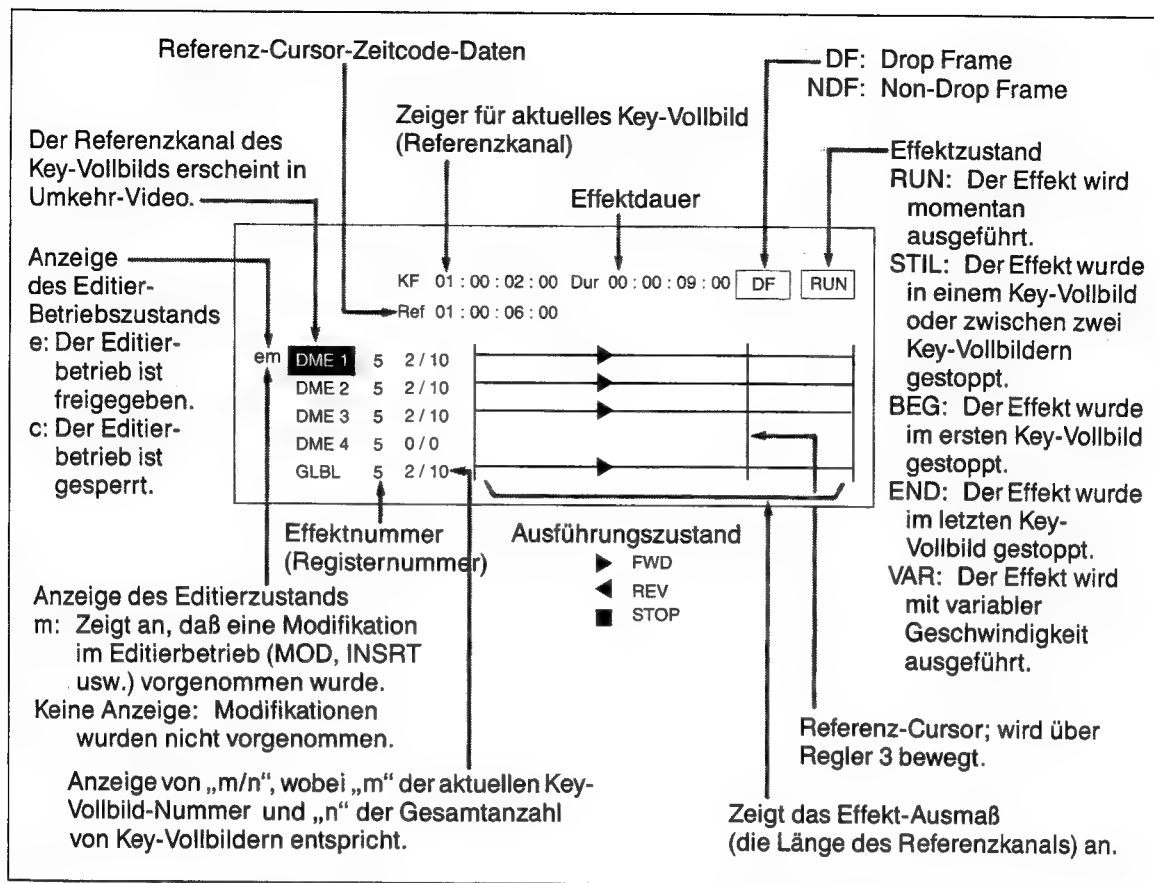 Referenz-Cursor-Zeitcode-Daten
DF: Drop Frame
NDF: Non-Drop Frame
Zeiger für aktuelles Key-Vollbild
(Referenzkanal)
Der Referenzkanal des
Key-Vollbilds erscheint in
Umkehr-Video.
Effektdauer
Effektzustand
RUN: Der Effekt wird
momentan
ausgeführt.
STIL: Der Effekt wurde
in einem Key-Vollbild
oder zwischen zwei
Key-Vollbildern
gestoppt.
BEG: Der Effekt wurde
im ersten Key-Vollbild
gestoppt.
END: Der Effekt wurde
im letzten Key-
Vollbild gestoppt.
VAR: Der Effekt wird
mit variabler
Geschwindigkeit
ausgeführt.
Anzeige
des Editier-
Betriebszustands
e: Der Editier-
betrieb ist
freigegeben.
c: Der Editier-
betrieb ist
gesperrt.
KF 01 : 00 : 02 : 00 Dur 00 : 00 : 09 : 00 DF RUN
Ref 01 : 00 : 06 : 00
em DME 1 5 2 / 10
DME 2 5 2 / 10
DME 3 5 2 / 10
DME 4 5 0 / 0
GLBL 5 2 / 10
Effektnummer
(Registernummer)
Ausführungszustand
FWD
REV
STOP
Anzeige des Editierzustands
m: Zeigt an, daß eine Modifikation
im Editierbetrieb (MOD, INSRT
usw.) vorgenommen wurde.
Keine Anzeige: Modifikationen
wurden nicht vorgenommen.
Referenz-Cursor; wird über
Regler 3 bewegt.
Anzeige von „m/n“, wobei „m“ der aktuellen Key-
Vollbild-Nummer und „n“ der Gesamtanzahl
von Key-Vollbildern entspricht.
Zeigt das Effekt-Ausmaß
(die Länge des Referenzkanals) an.